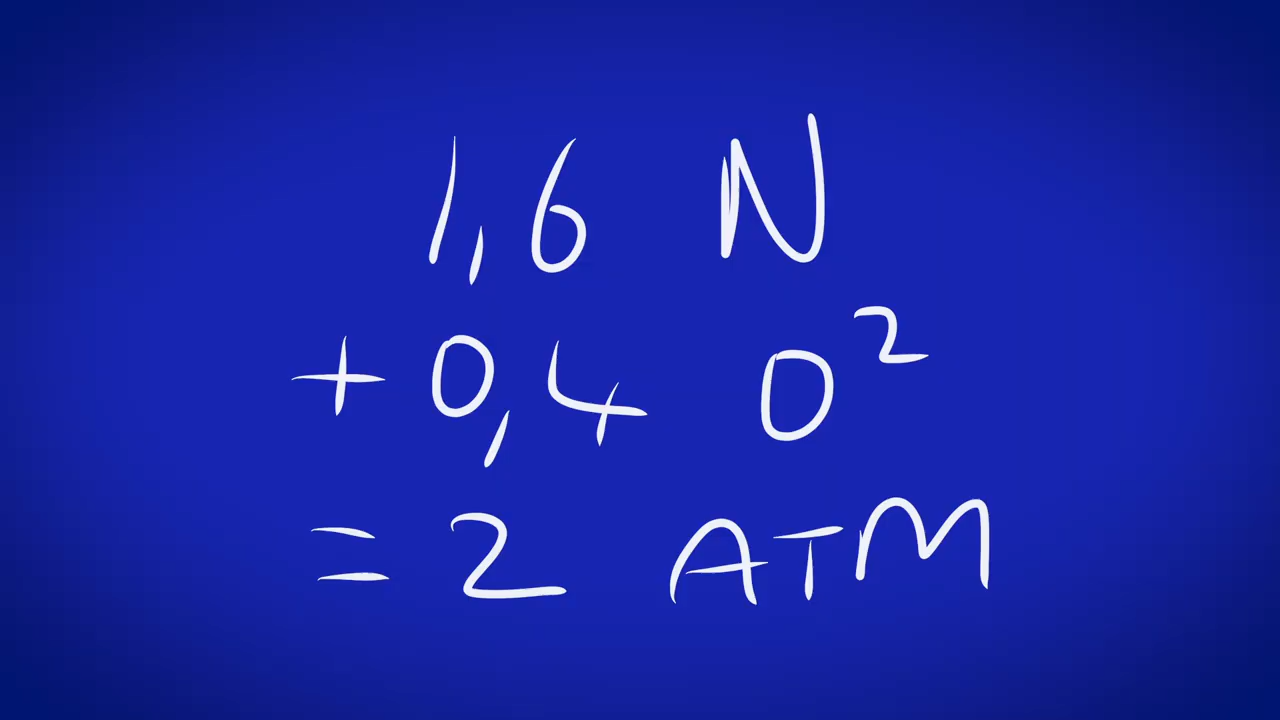 1,6 N
+ 0,4 O²
= 2 ATM